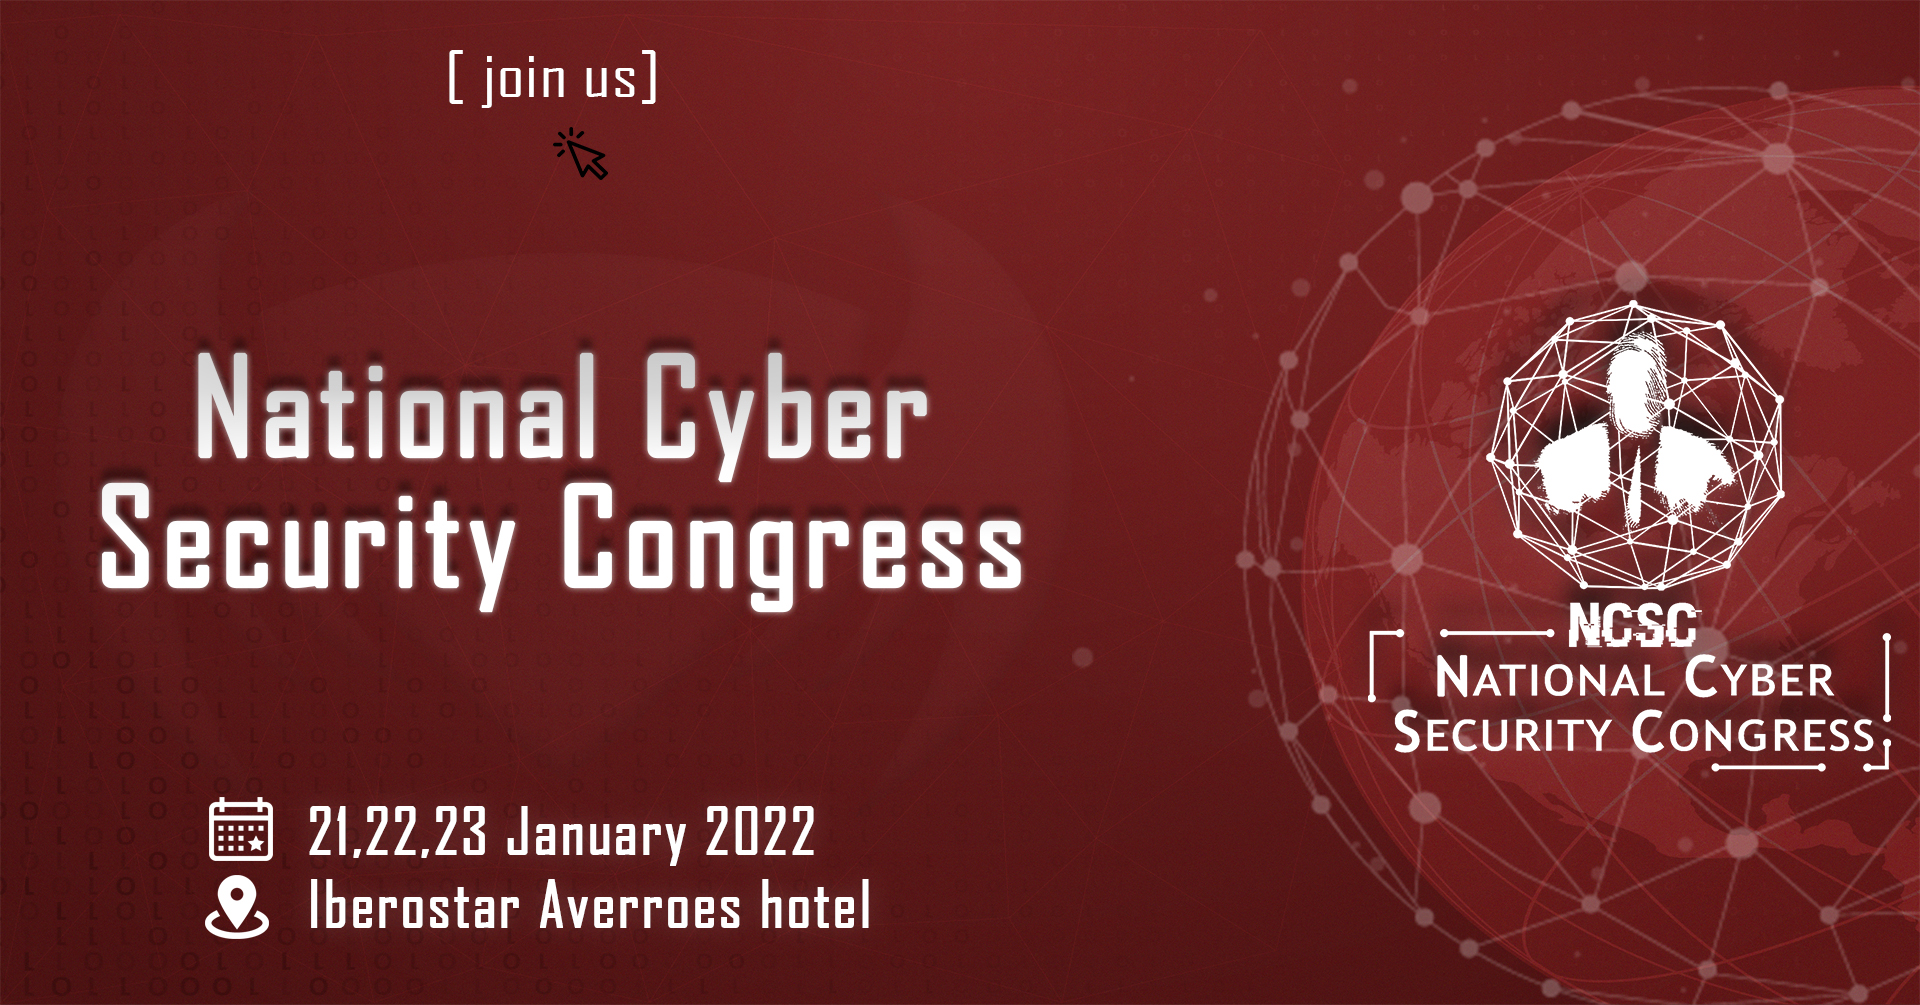 [ join us]
National Cyber
Security Congress
21,22,23 January 2022
Iberostar Averroes hotel
NCSC
National Cyber
Security Congress